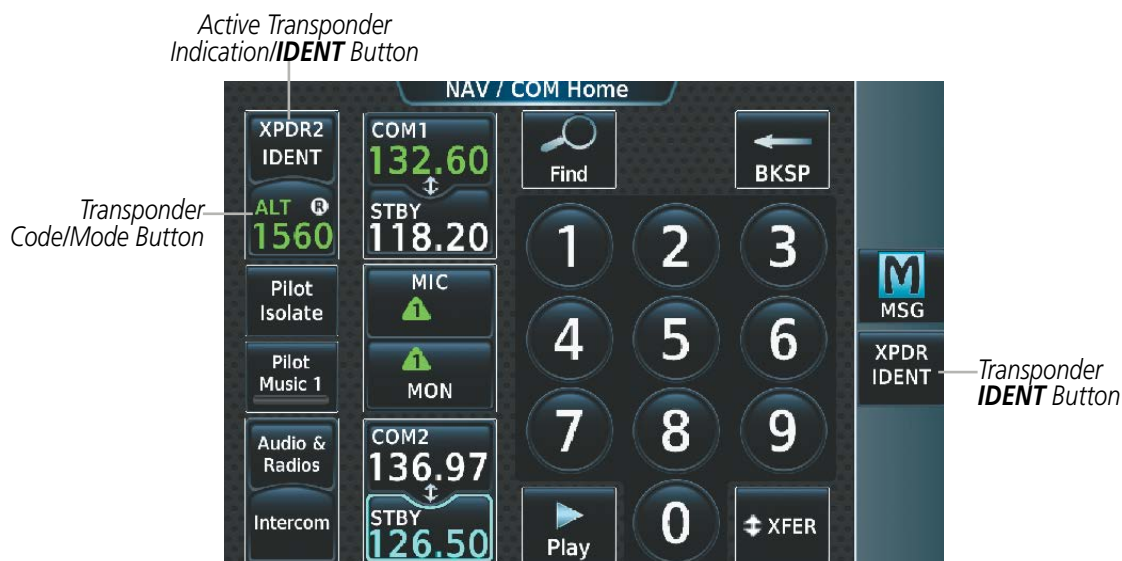 Active Transponder
Indication/IDENT Button
NAV / COM Home
XPDR2
IDENT
ALT R
1560
Transponder
Code/Mode Button
COM1
132.60
STBY
118.20
Find
BKSP
Pilot
Isolate
MIC
1
Pilot
Music 1
1
MON
1
2
3
4
5
6
7
8
9
0
MSG
XPDR
IDENT
Transponder
IDENT Button
Audio &
Radios
Intercom
COM2
136.97
STBY
126.50
Play
XFER